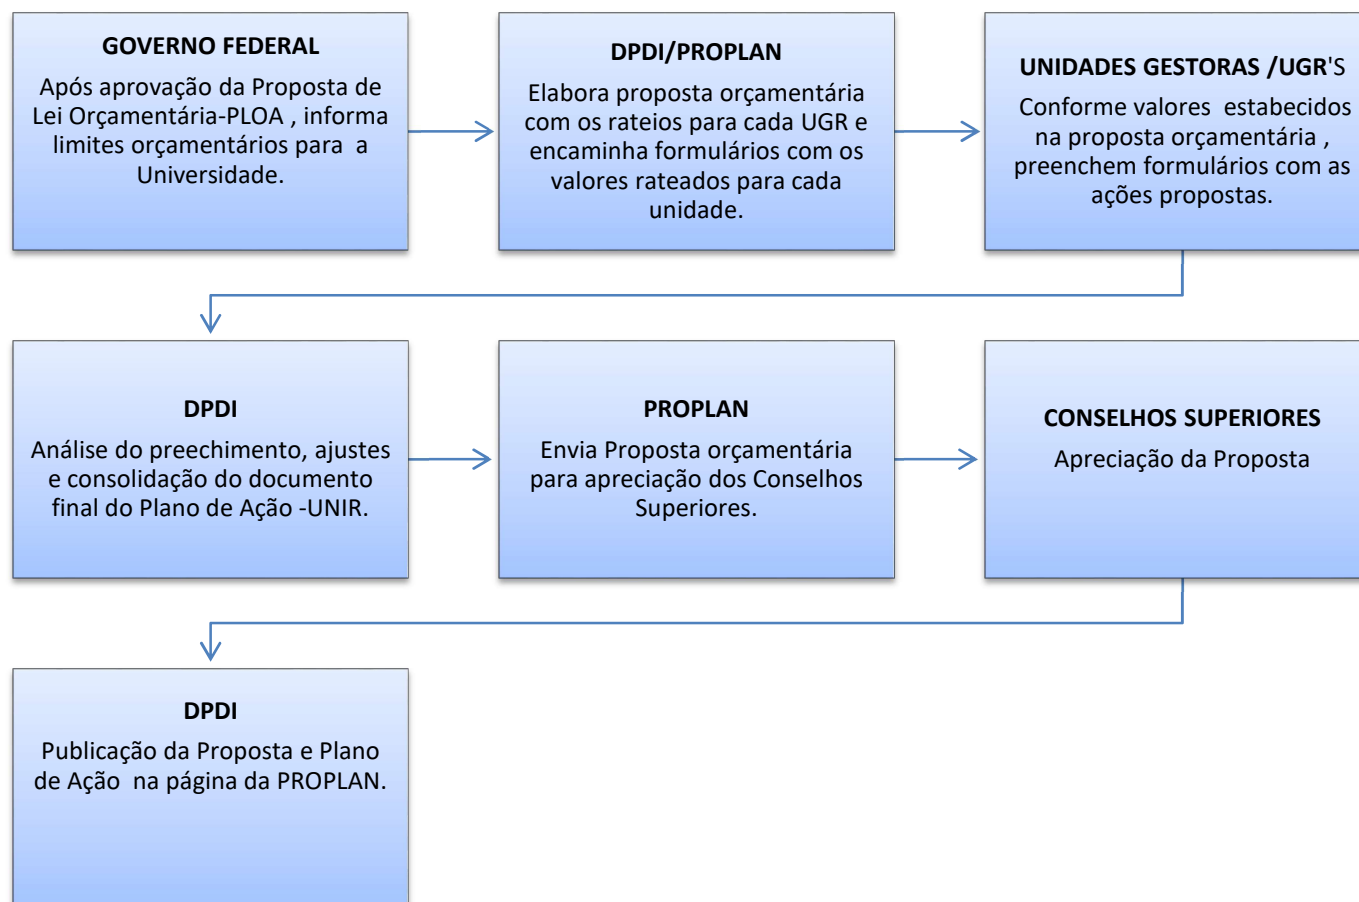 GOVERNO FEDERAL
Após aprovação da Proposta de
Lei Orçamentária-PLOA , informa
limites orçamentários para a
Universidade.
DPDI/PROPLAN
Elabora proposta orçamentária
com os rateios para cada UGR e
encaminha formulários com os
valores rateados para cada
unidade.
UNIDADES GESTORAS /UGR'S
Conforme valores estabecidos
na proposta orçamentária ,
preenchem formulários com as
ações propostas.
DPDI
Análise do preechimento, ajustes
e consolidação do documento
final do Plano de Ação -UNIR.
PROPLAN
Envia Proposta orçamentária
para apreciação dos Conselhos
Superiores.
CONSELHOS SUPERIORES
Apreciação da Proposta
DPDI
Publicação da Proposta e Plano
de Ação na página da PROPLAN.